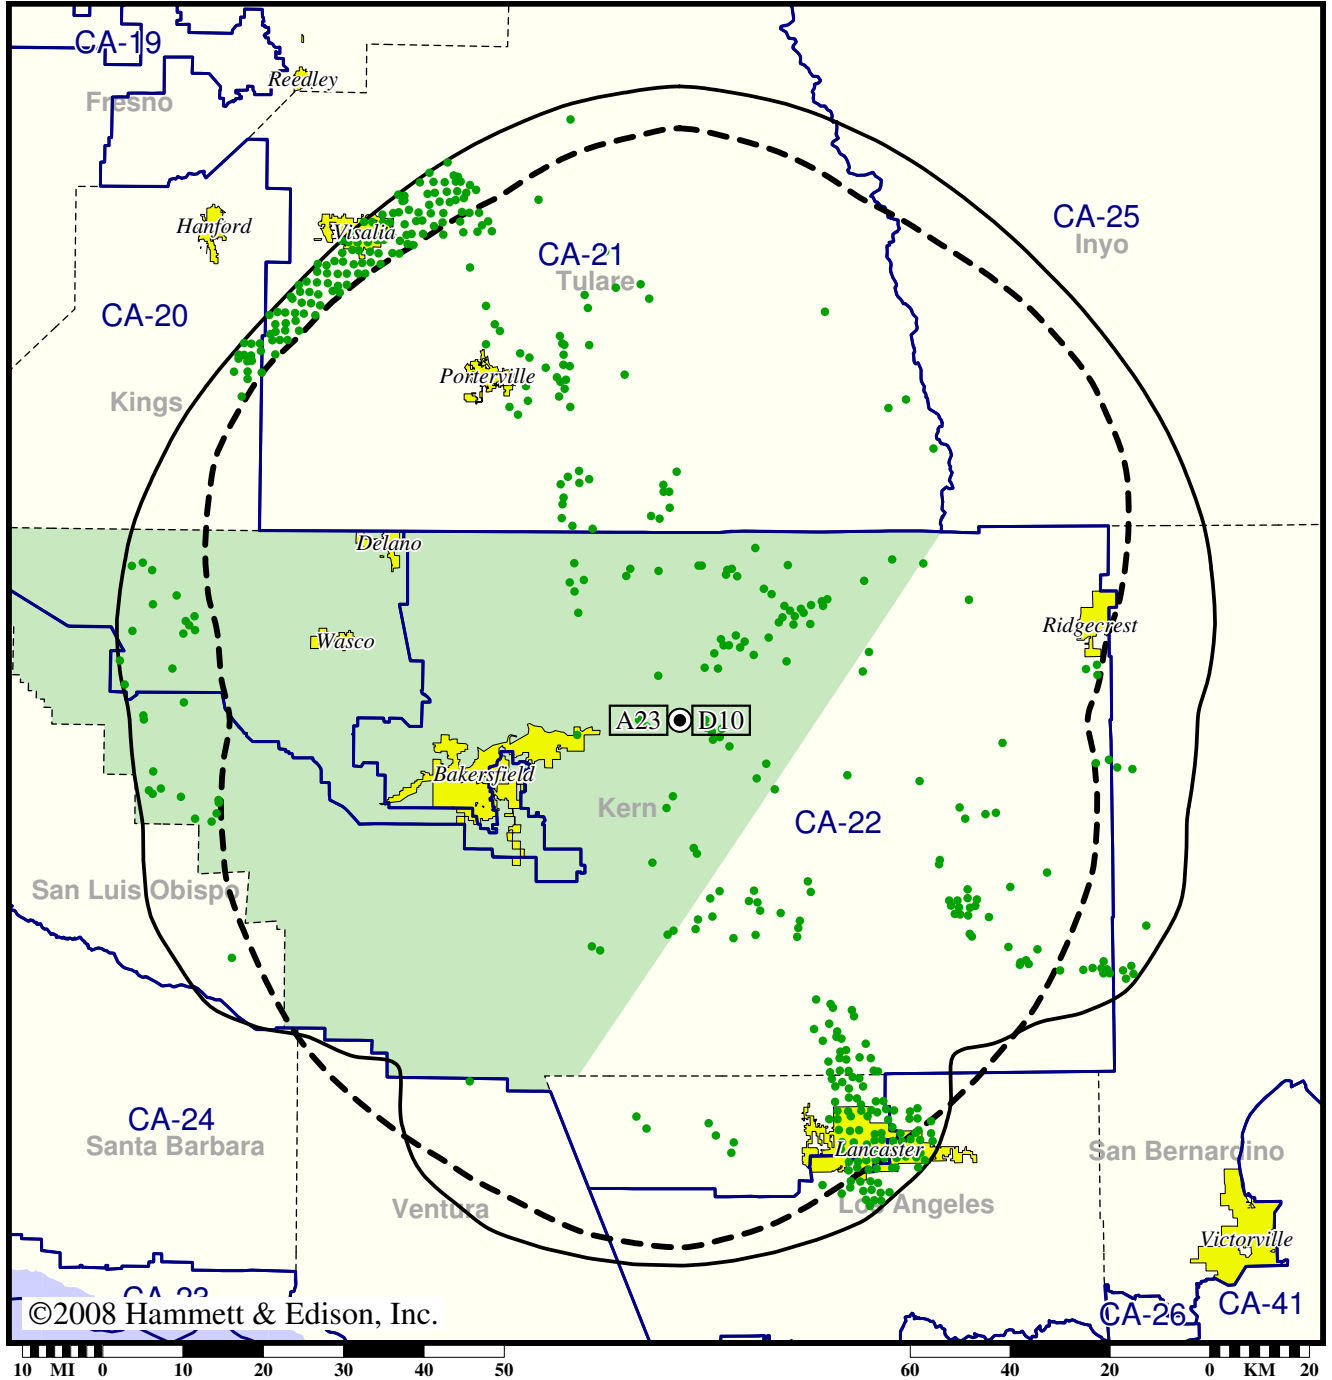 CA-19
Reedley
Fresno
CA-25
Inyo
Hanford
Visalia
CA-21
Tulare
CA-20
Porterville
Kings
Delano
Ridgecrest
Wasco
A23 D10
Bakersfield
Kern
CA-22
San Luis Obispo
CA-24
Santa Barbara
Lancaster
San Bernardino
Ventura
Los Angeles
Victorville
CA-23
CA-26
CA-41
©2008 Hammett & Edison, Inc.
10 MI 0 10 20 30 40 50 60 40 20 0 KM 20